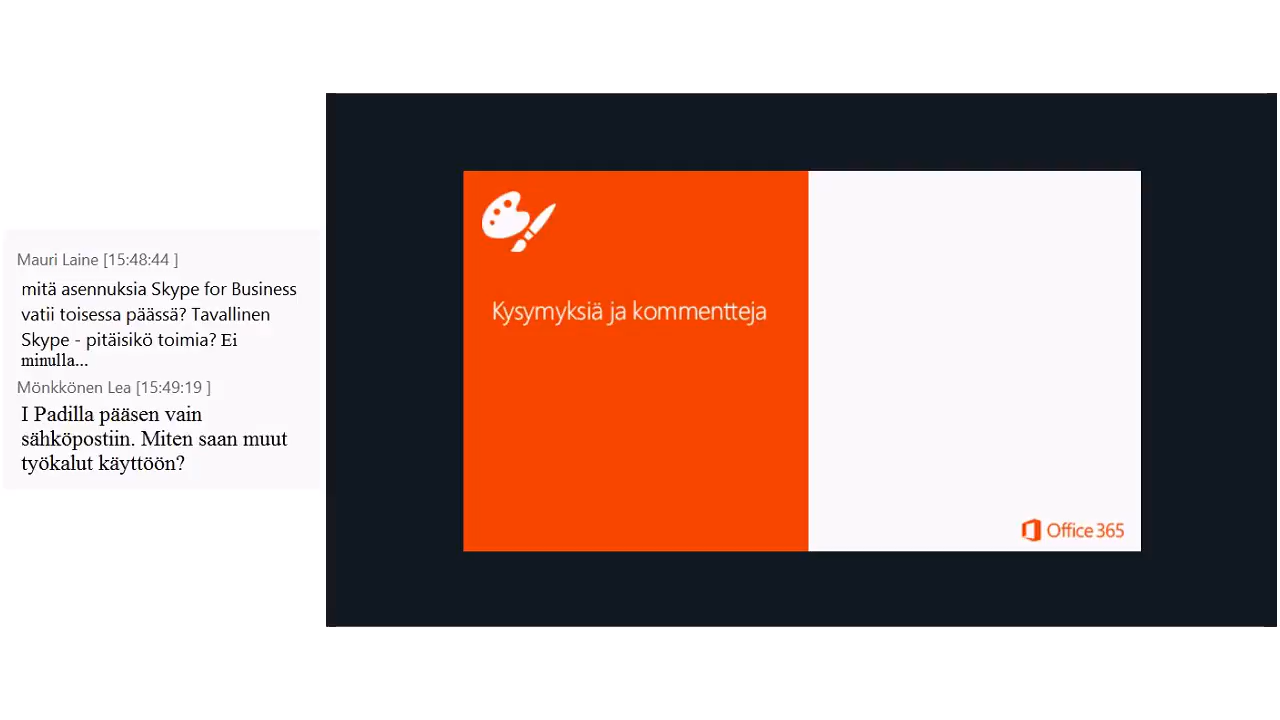 Mauri Laine [15:48:44 ]
mitä asennuksia Skype for Business
vatii toisessa päässä? Tavallinen
Skype - pitäisikö toimia? Ei
minulla...
Mönkkönen Lea [15:49:19 ]
I Padilla pääsen vain
sähköpostiin. Miten saan muut
työkalut käyttöön?
Kysymyksiä ja kommentteja
Office 365